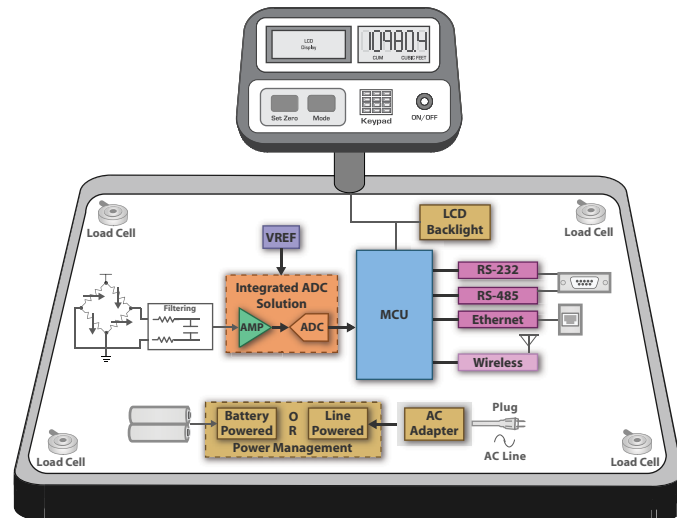 LCD
Display
10980.4
CUM CUBIC FEET
Set Zero Mode Keypad ON/OFF
Load Cell
Load Cell
LCD
Backlight
VREF
Integrated ADC
Solution
AMP
ADC
Filtering
MCU
RS-232
RS-485
Ethernet
Wireless
Battery
Powered
O
R
Line
Powered
Power Management
AC
Adapter
Plug
AC Line
Load Cell
Load Cell